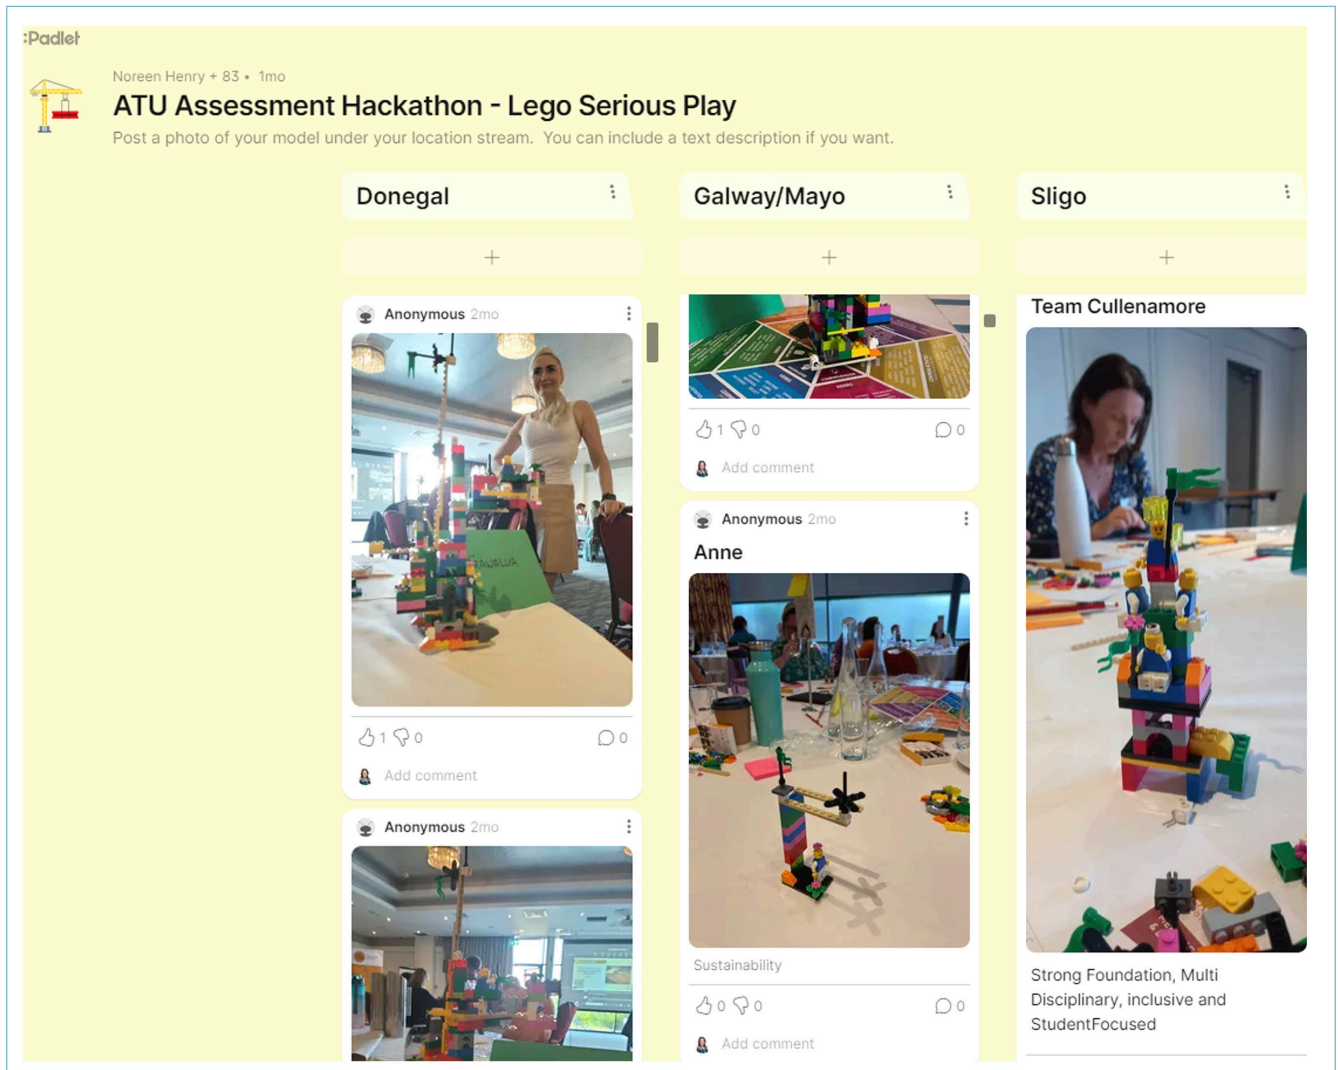 :Padlet
Noreen Henry + 83 • 1mo
ATU Assessment Hackathon - Lego Serious Play
Post a photo of your model under your location stream. You can include a text description if you want.
Donegal
+
Anonymous 2mo
RAWALUA
1 0 0
Add comment
Anonymous 2mo
Galway/Mayo
+
1 0 0
Add comment
Anonymous 2mo
Anne
Sustainability
0 0 0
Add comment
Sligo
+
Team Cullenamore
Strong Foundation, Multi
Disciplinary, inclusive and
StudentFocused